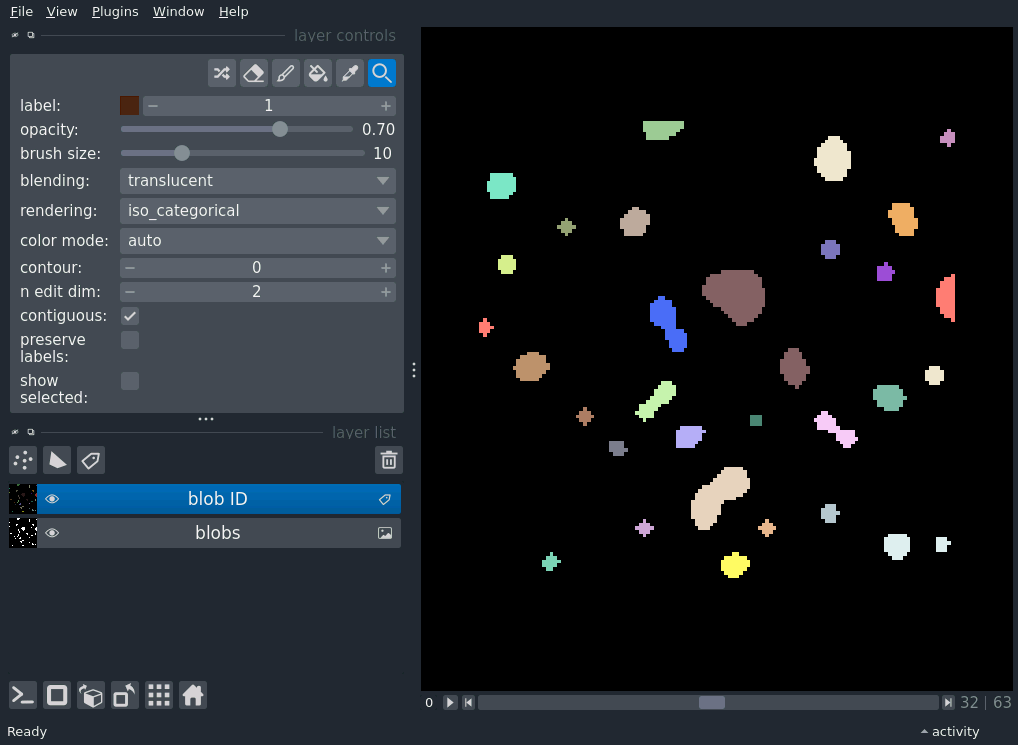 File View Plugins Window Help
layer controls
label: 1
opacity: 0.70
brush size: 10
blending: translucent
rendering: iso_categorical
color mode: auto
contour: 0
n edit dim: 2
contiguous:
preserve
labels:
show
selected:
layer list
blob ID
blobs
0 32 | 63
Ready activity